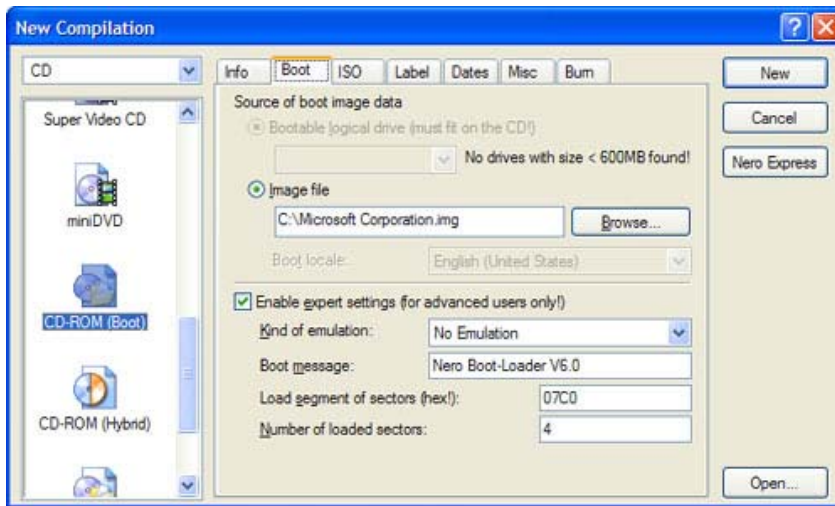 New Compilation
CD
Super Video CD
miniDVD
CD-ROM (Boot)
CD-ROM (Hybrid)
Info Boot ISO Label Dates Misc Burn
Source of boot image data
Bootable logical drive (must fit on the CD!)
No drives with size < 600MB found!
Image file
C:\Microsoft Corporation.img
Browse...
Boot locale:
English (United States)
Enable expert settings (for advanced users only!)
Kind of emulation:
No Emulation
Boot message:
Nero Boot-Loader V6.0
Load segment of sectors (hex!):
07C0
Number of loaded sectors:
4
New
Cancel
Nero Express
Open...